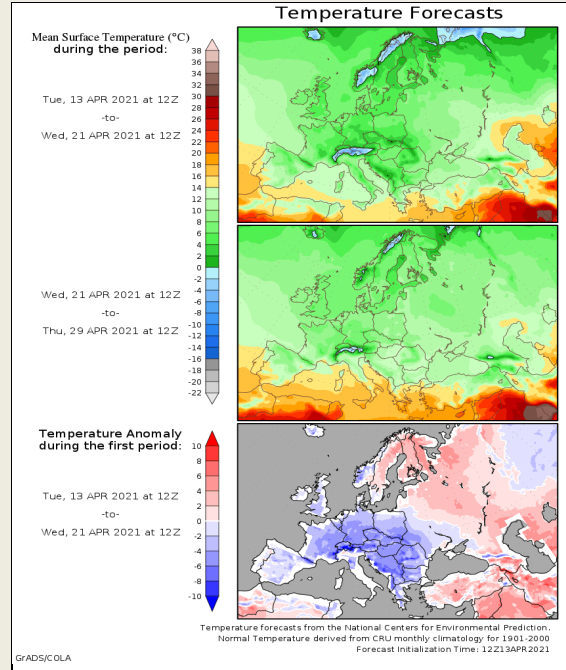 Temperature Forecasts
Mean Surface Temperature (°C)
during the period:
Tue, 13 APR 2021 at 12Z
-to-
Wed, 21 APR 2021 at 12Z
38
36
34
32
30
28
26
24
22
20
18
16
14
12
10
8
6
4
2
0
-2
-4
-6
-8
-10
-12
-14
-16
-18
-20
-22
Wed, 21 APR 2021 at 12Z
-to-
Thu, 29 APR 2021 at 12Z
Temperature Anomaly
during the first period:
Tue, 13 APR 2021 at 12Z
-to-
Wed, 21 APR 2021 at 12Z
10
8
6
4
2
0
-2
-4
-6
-8
-10
Temperature forecasts from the National Centers for Environmental Prediction.
Normal Temperature derived from CRU monthly climatology for 1901-2000
Forecast Initialization Time: 12Z13APR2021
GrADS/COLA